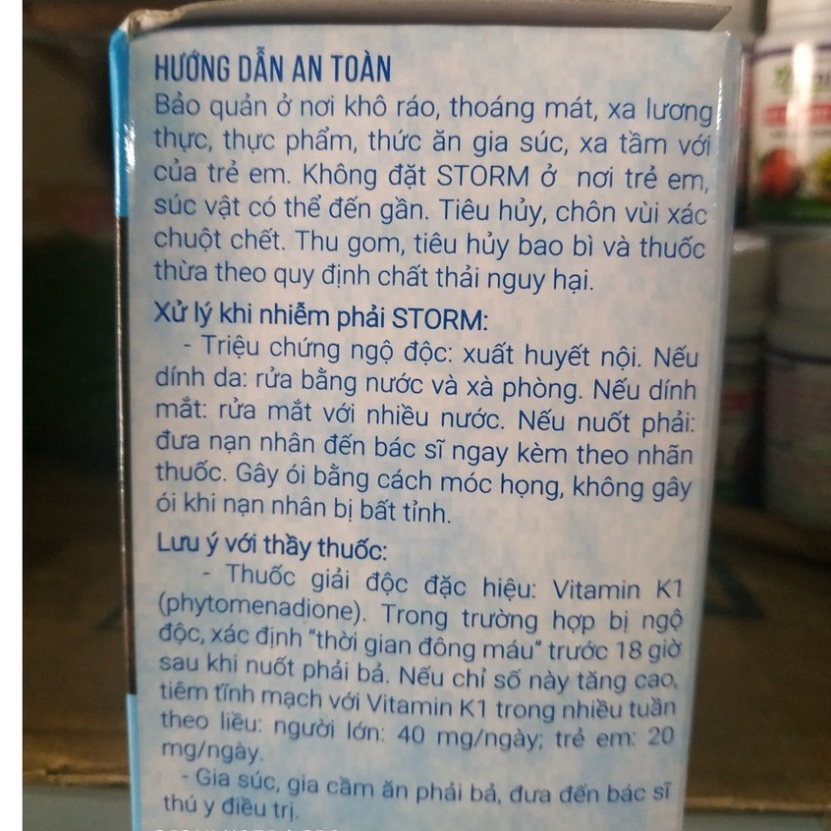 HƯỚNG DẪN AN TOÀN
Bảo quản ở nơi khô ráo, thoáng mát, xa lương
thực, thực phẩm, thức ăn gia súc, xa tầm với
của trẻ em. Không đặt STORM ở nơi trẻ em,
súc vật có thể đến gần. Tiêu hủy, chôn vùi xác
chuột chết. Thu gom, tiêu hủy bao bì và thuốc
thừa theo quy định chất thải nguy hại.
Xử lý khi nhiễm phải STORM:
- Triệu chứng ngộ độc: xuất huyết nội. Nếu
dính da: rửa bằng nước và xà phòng. Nếu dính
mắt: rửa mắt với nhiều nước. Nếu nuốt phải:
đưa nạn nhân đến bác sĩ ngay kèm theo nhãn
thuốc. Gây ói bằng cách móc họng, không gây
ói khi nạn nhân bị bất tỉnh.
Lưu ý với thầy thuốc:
- Thuốc giải độc đặc hiệu: Vitamin K1
(phytomenadione). Trong trường hợp bị ngộ
độc, xác định "thời gian đông máu" trước 18 giờ
sau khi nuốt phải bả. Nếu chỉ số này tăng cao,
tiêm tĩnh mạch với Vitamin K1 trong nhiều tuần
theo liều: người lớn: 40 mg/ngày; trẻ em: 20
mg/ngày.
- Gia súc, gia cầm ăn phải bả, đưa đến bác sĩ
thú y điều trị.